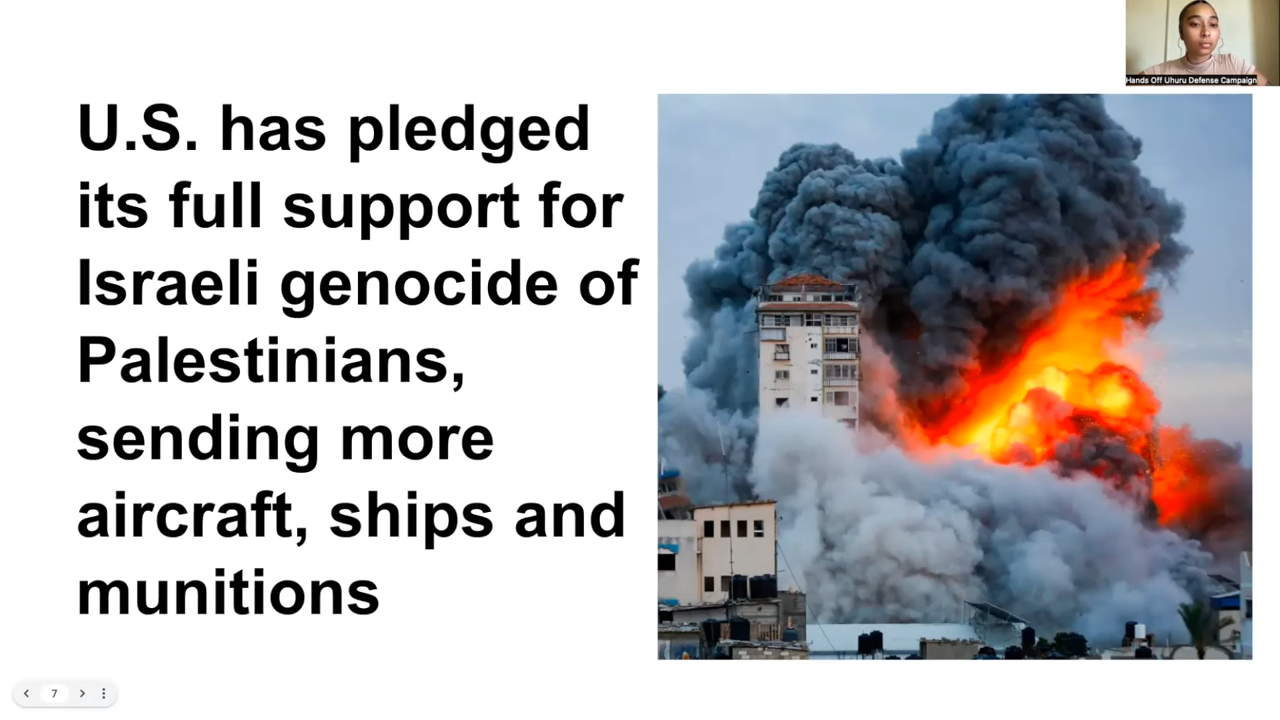 Hands Off Uhuru Defense Campaign
U.S. has pledged
its full support for
Israeli genocide of
Palestinians,
sending more
aircraft, ships and
munitions
7